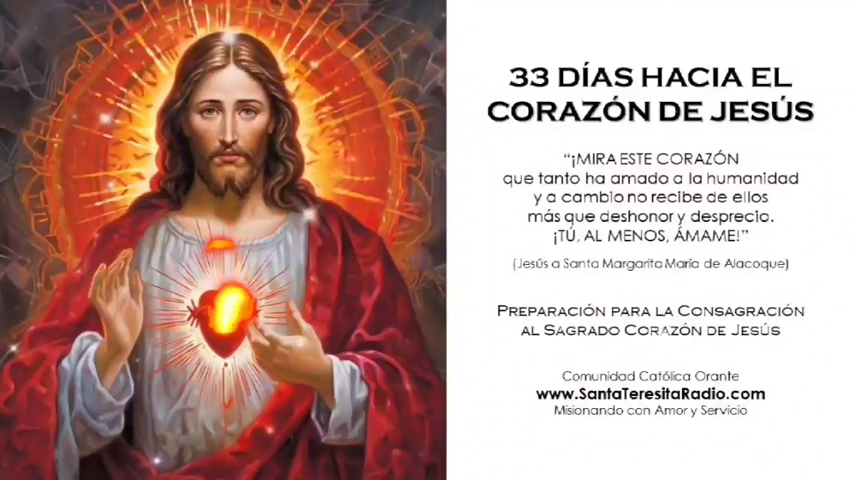 33 DÍAS HACIA EL
CORAZÓN DE JESÚS
“¡MIRA ESTE CORAZÓN
que tanto ha amado a la humanidad
y a cambio no recibe de ellos
más que deshonor y desprecio.
¡TÚ, AL MENOS, ÁMAME!”
(Jesús a Santa Margarita María de Alacoque)
PREPARACIÓN PARA LA CONSAGRACIÓN
AL SAGRADO CORAZÓN DE JESÚS
Comunidad Católica Orante
www.SantaTeresitaRadio.com
Misionando con Amor y Servicio